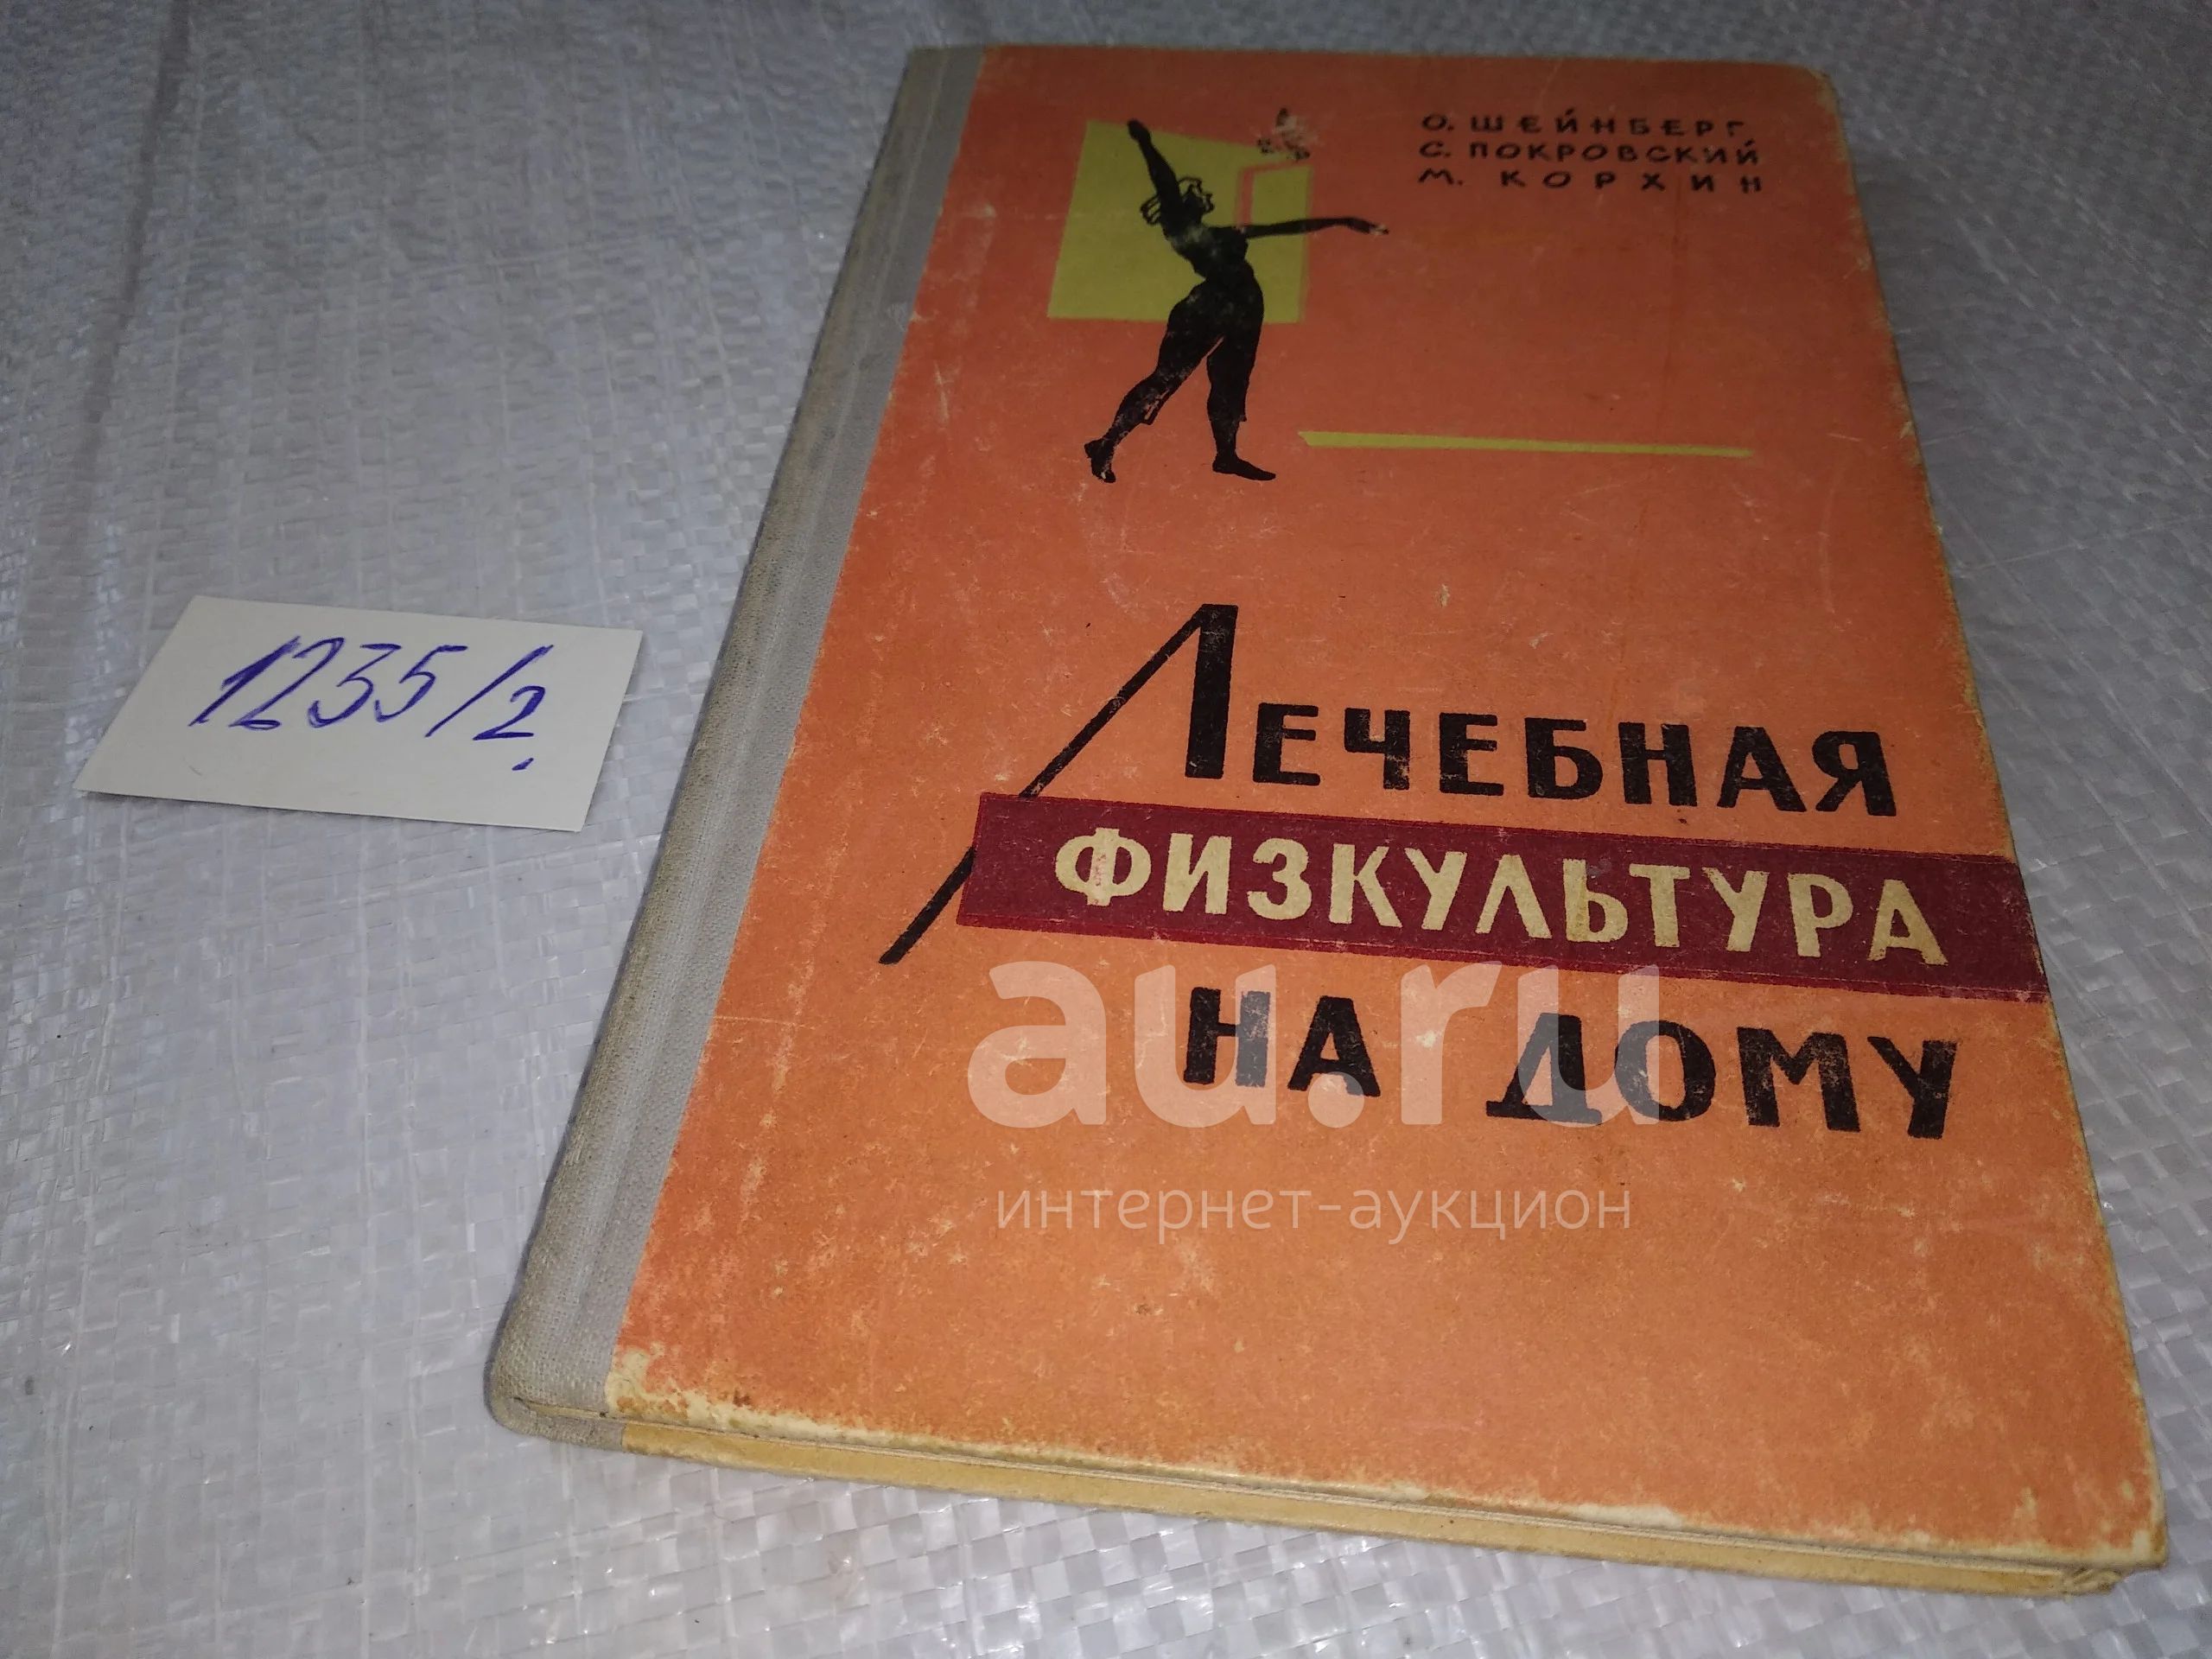 О. ШЕЙНБЕРГ,
С. ПОКРОВСКИЙ,
М. КОРХИН
1235/2.
ЛЕЧЕБНАЯ
ФИЗКУЛЬТУРА
НА ДОМУ
au.ru
интернет-аукцион